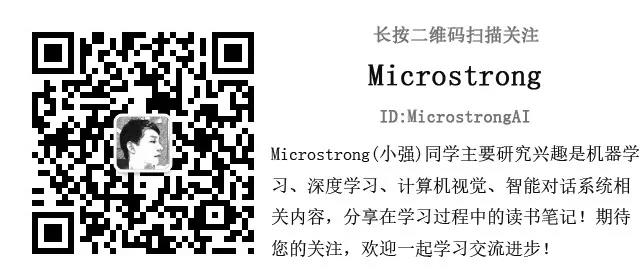 长按二维码扫描关注
Microstrong
ID:MicrostrongAI
Microstrong(小强)同学主要研究兴趣是机器学
习、深度学习、计算机视觉、智能对话系统相
关内容，分享在学习过程中的读书笔记！期待
您的关注，欢迎一起学习交流进步！